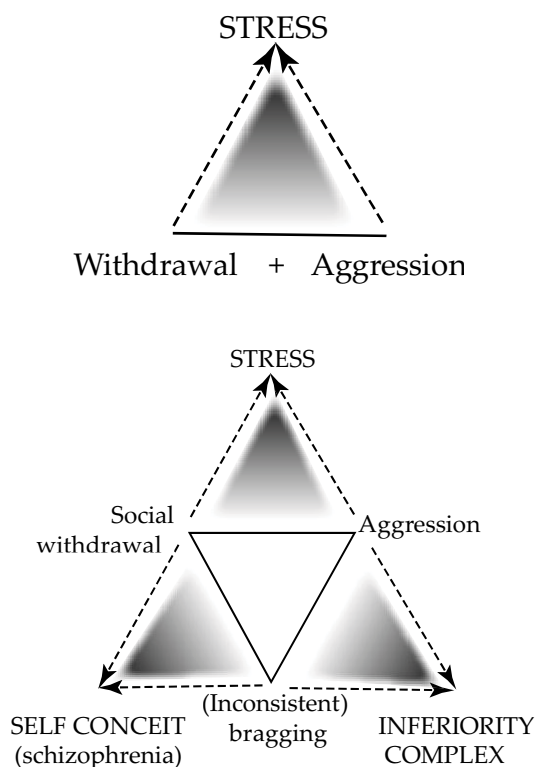 STRESS
Withdrawal + Aggression
STRESS
Social
withdrawal
Aggression
(Inconsistent)
bragging
SELF CONCEIT
(schizophrenia)
INFERIORITY
COMPLEX